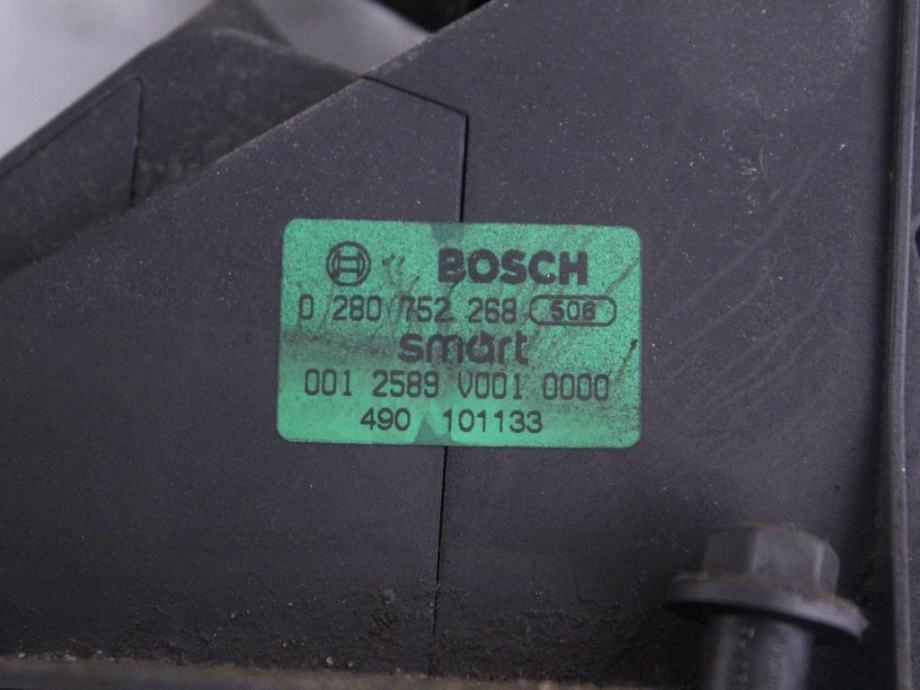 BOSCH
0 280 752 268 506
smart
001 2589 V001 0000
490 101133